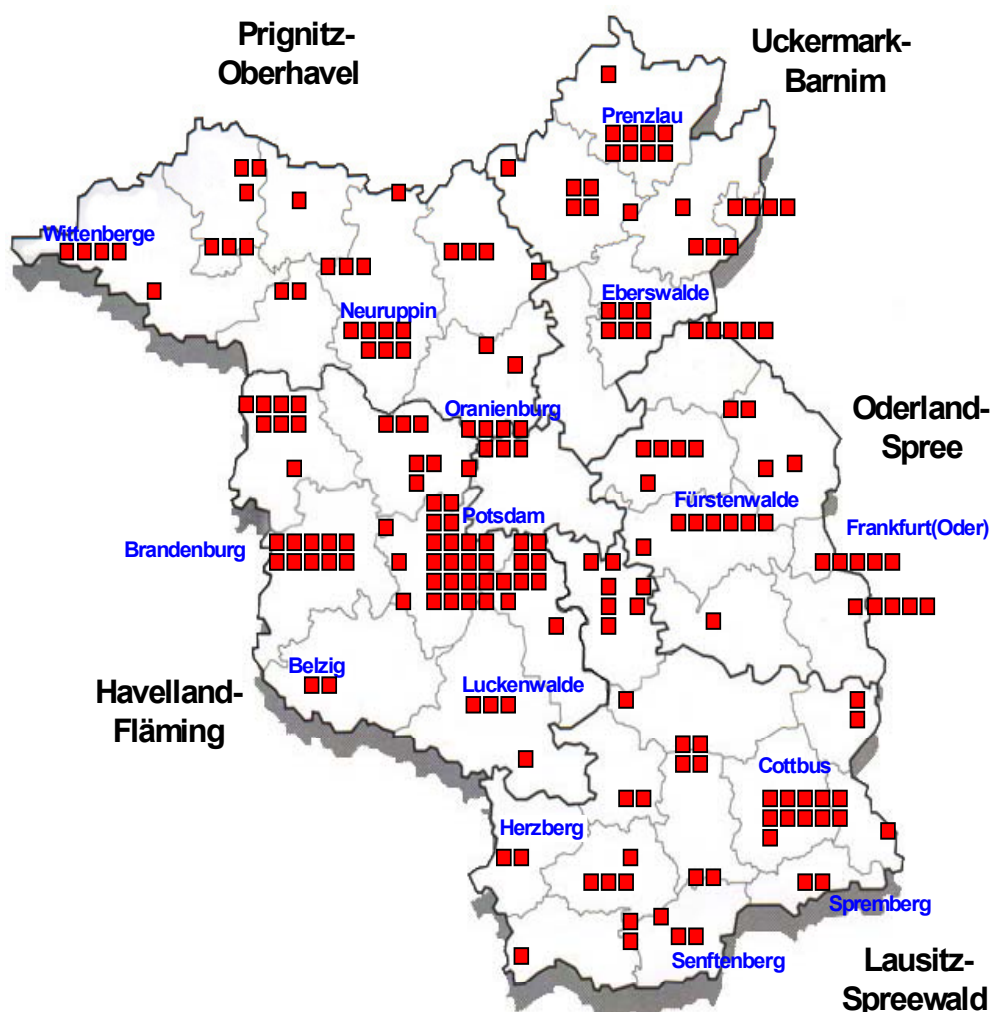 Prignitz-
Oberhavel
Uckermark-
Barnim
Prenzlau
Wittenberge
Eberswalde
Neuruppin
Oranienburg
Oderland-
Spree
Fürstenwalde
Potsdam
Frankfurt(Oder)
Brandenburg
Belzig
Havelland-
Fläming
Luckenwalde
Cottbus
Herzberg
Spremberg
Senftenberg
Lausitz-
Spreewald